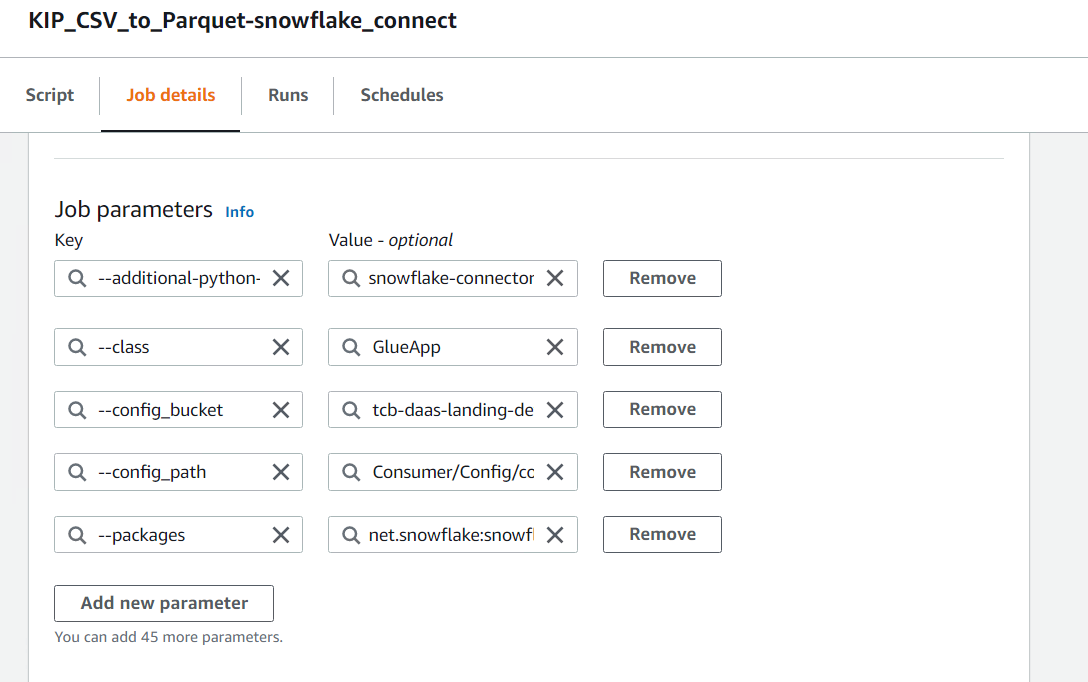 KIP_CSV_to_Parquet-snowflake_connect
Script Job details Runs Schedules
Job parameters Info
Key Value - optional
--additional-python- snowflake-connector Remove
--class GlueApp Remove
--config_bucket tcb-daas-landing-de Remove
--config_path Consumer/Config/co Remove
--packages net.snowflake:snowfl Remove
Add new parameter
You can add 45 more parameters.